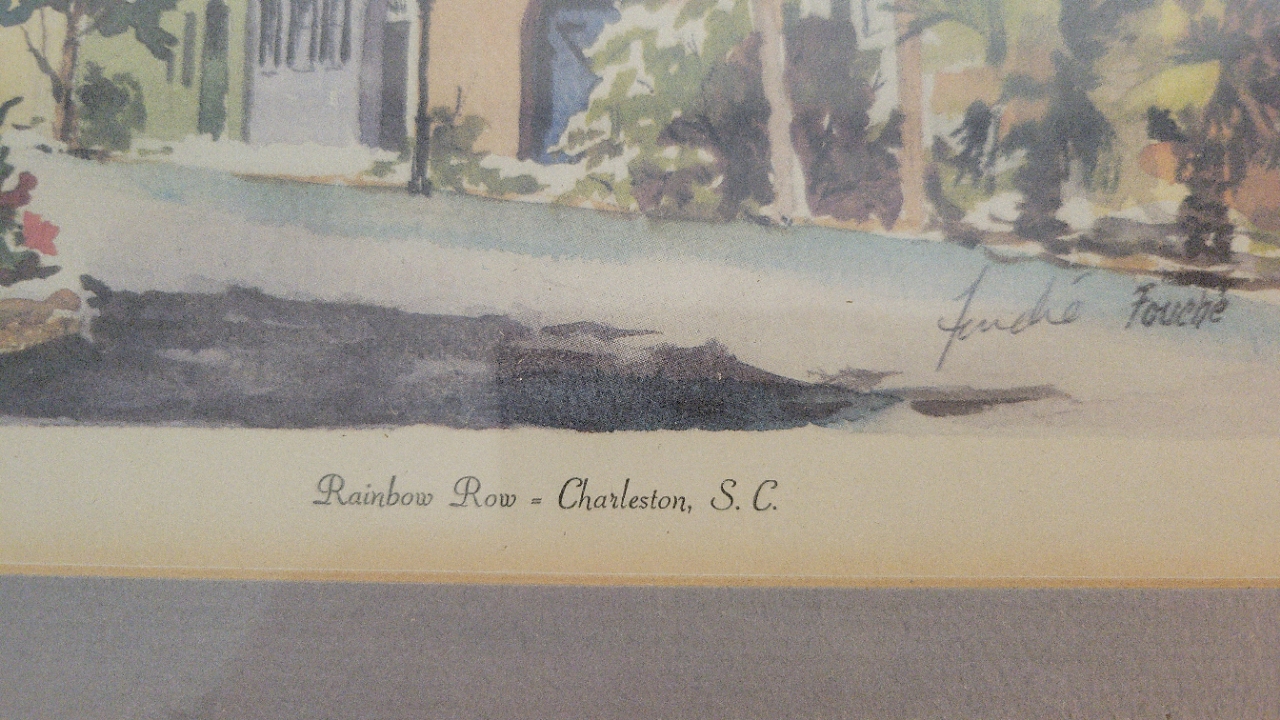 Fouché Fouché
Rainbow Row = Charleston, S. C.